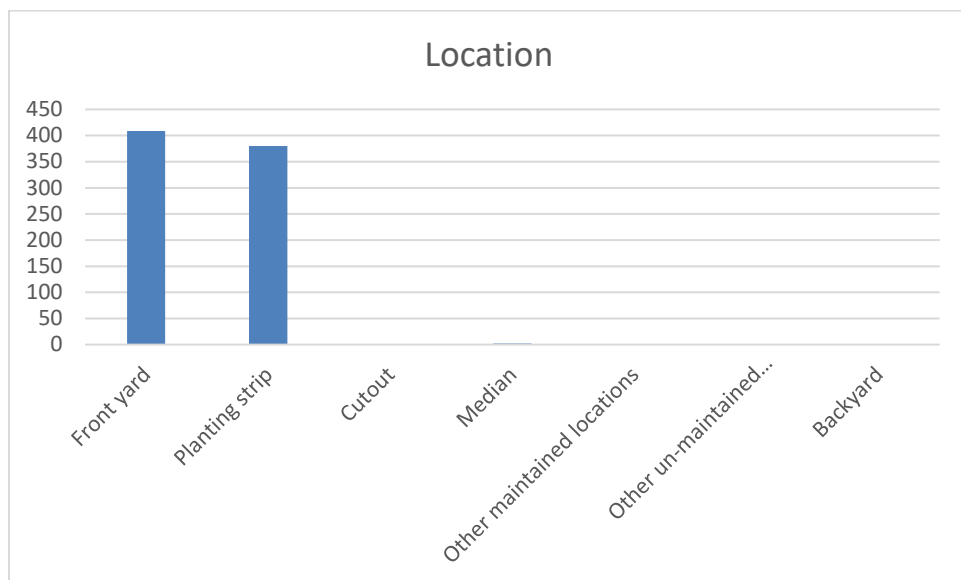 Location
450
400
350
300
250
200
150
100
50
0
Front yard
Planting strip
Cutout
Median
Other maintained locations
Other un-maintained...
Backyard